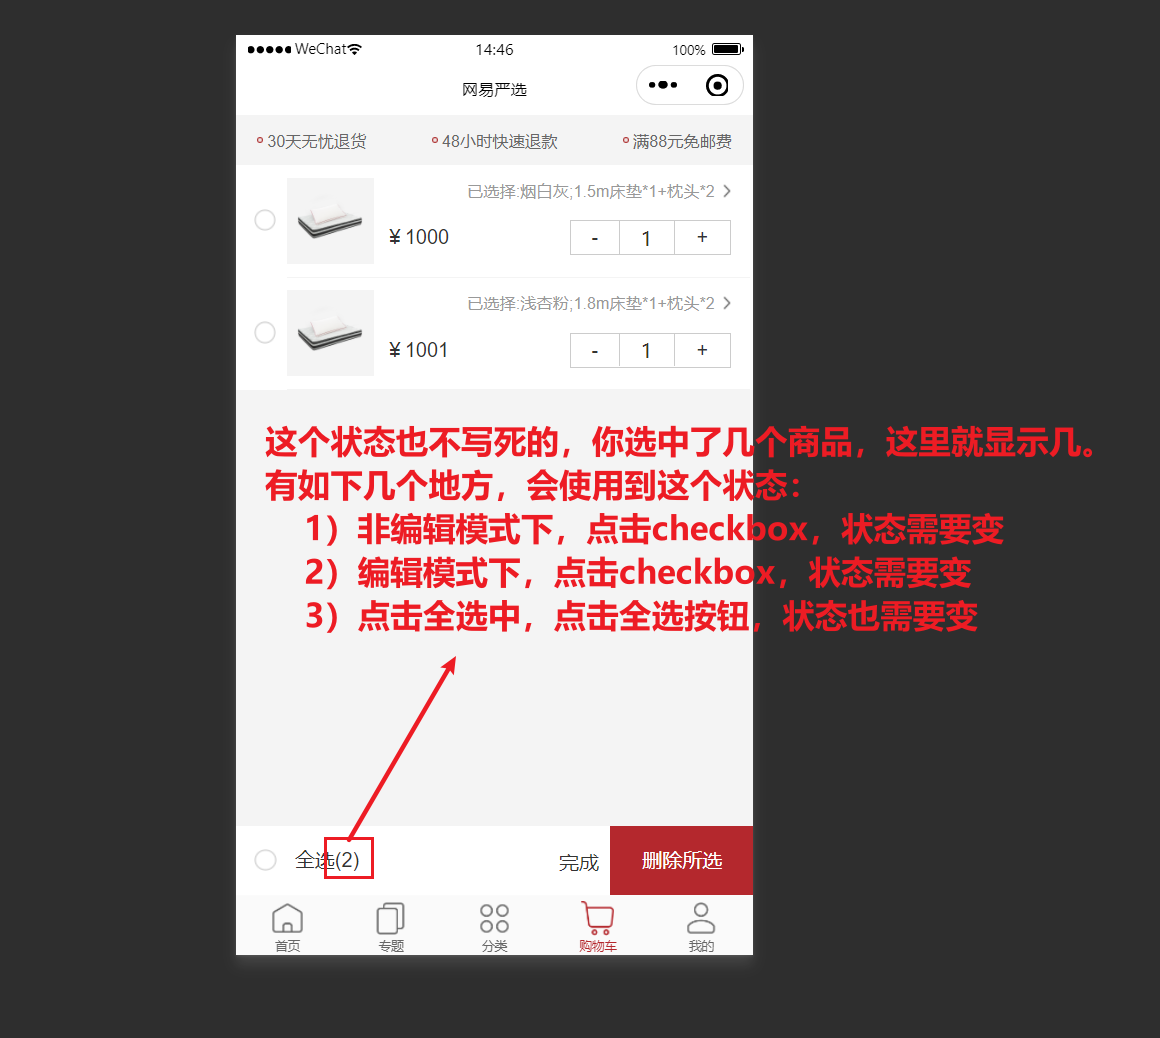 WeChat 14:46 100%
网易严选
30天无忧退货 48小时快速退款 满88元免邮费
已选择:烟白灰;1.5m床垫*1+枕头*2
¥ 1000 - 1 +
已选择:浅杏粉;1.8m床垫*1+枕头*2
¥ 1001 - 1 +
这个状态也不写死的，你选中了几个商品，这里就显示几。
有如下几个地方，会使用到这个状态：
1）非编辑模式下，点击checkbox，状态需要变
2）编辑模式下，点击checkbox，状态需要变
3）点击全选中，点击全选按钮，状态也需要变
全选(2) 完成 删除所选
首页 专题 分类 购物车 我的